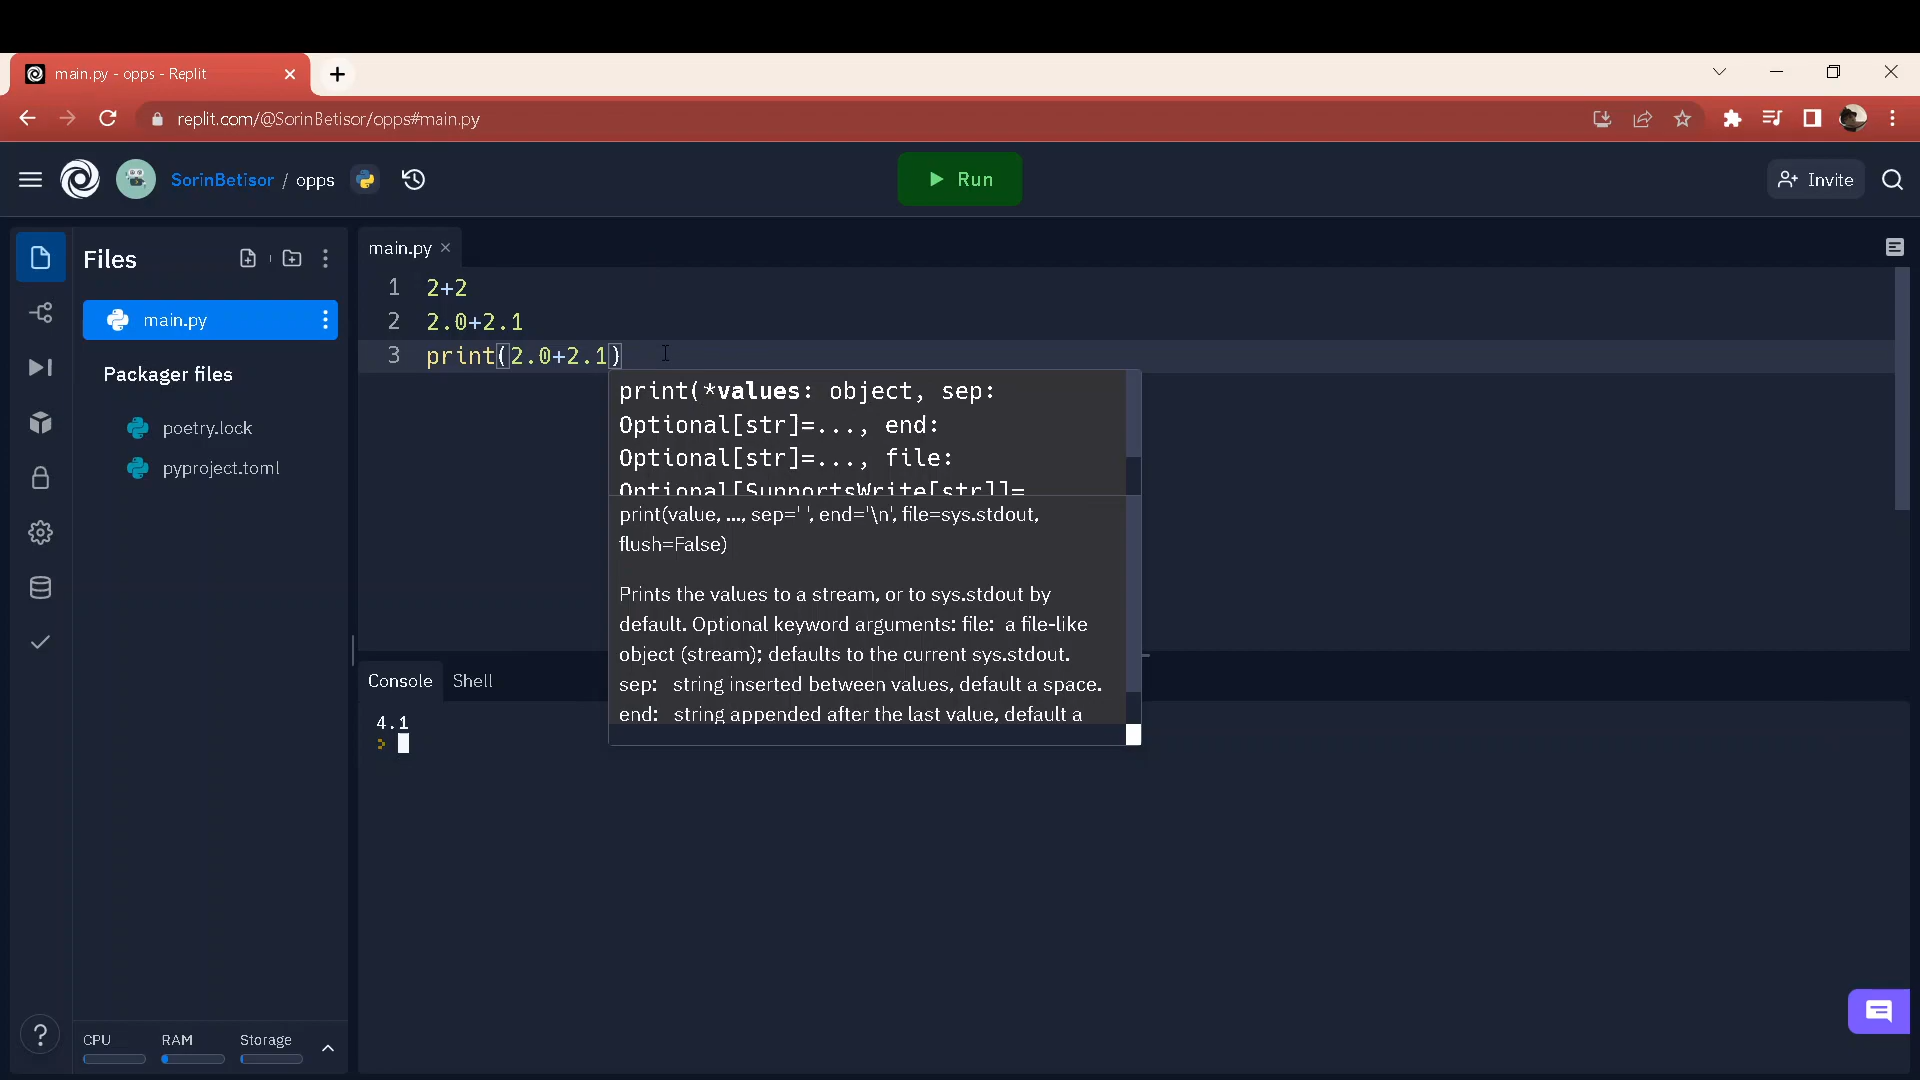 main.py - opps - Replit
replit.com/@SorinBetisor/opps#main.py
SorinBetisor / opps
Run
Invite
Files
main.py
Packager files
poetry.lock
pyproject.toml
main.py
1 2+2
2 2.0+2.1
3 print(2.0+2.1)
print(*values: object, sep:
Optional[str]=..., end:
Optional[str]=..., file:
Optional[SupportsWrite[str]]=
print(value, ..., sep=' ', end='\n', file=sys.stdout,
flush=False)
Prints the values to a stream, or to sys.stdout by
default. Optional keyword arguments: file: a file-like
object (stream); defaults to the current sys.stdout.
sep: string inserted between values, default a space.
end: string appended after the last value, default a
Console Shell
4.1
>
? CPU RAM Storage